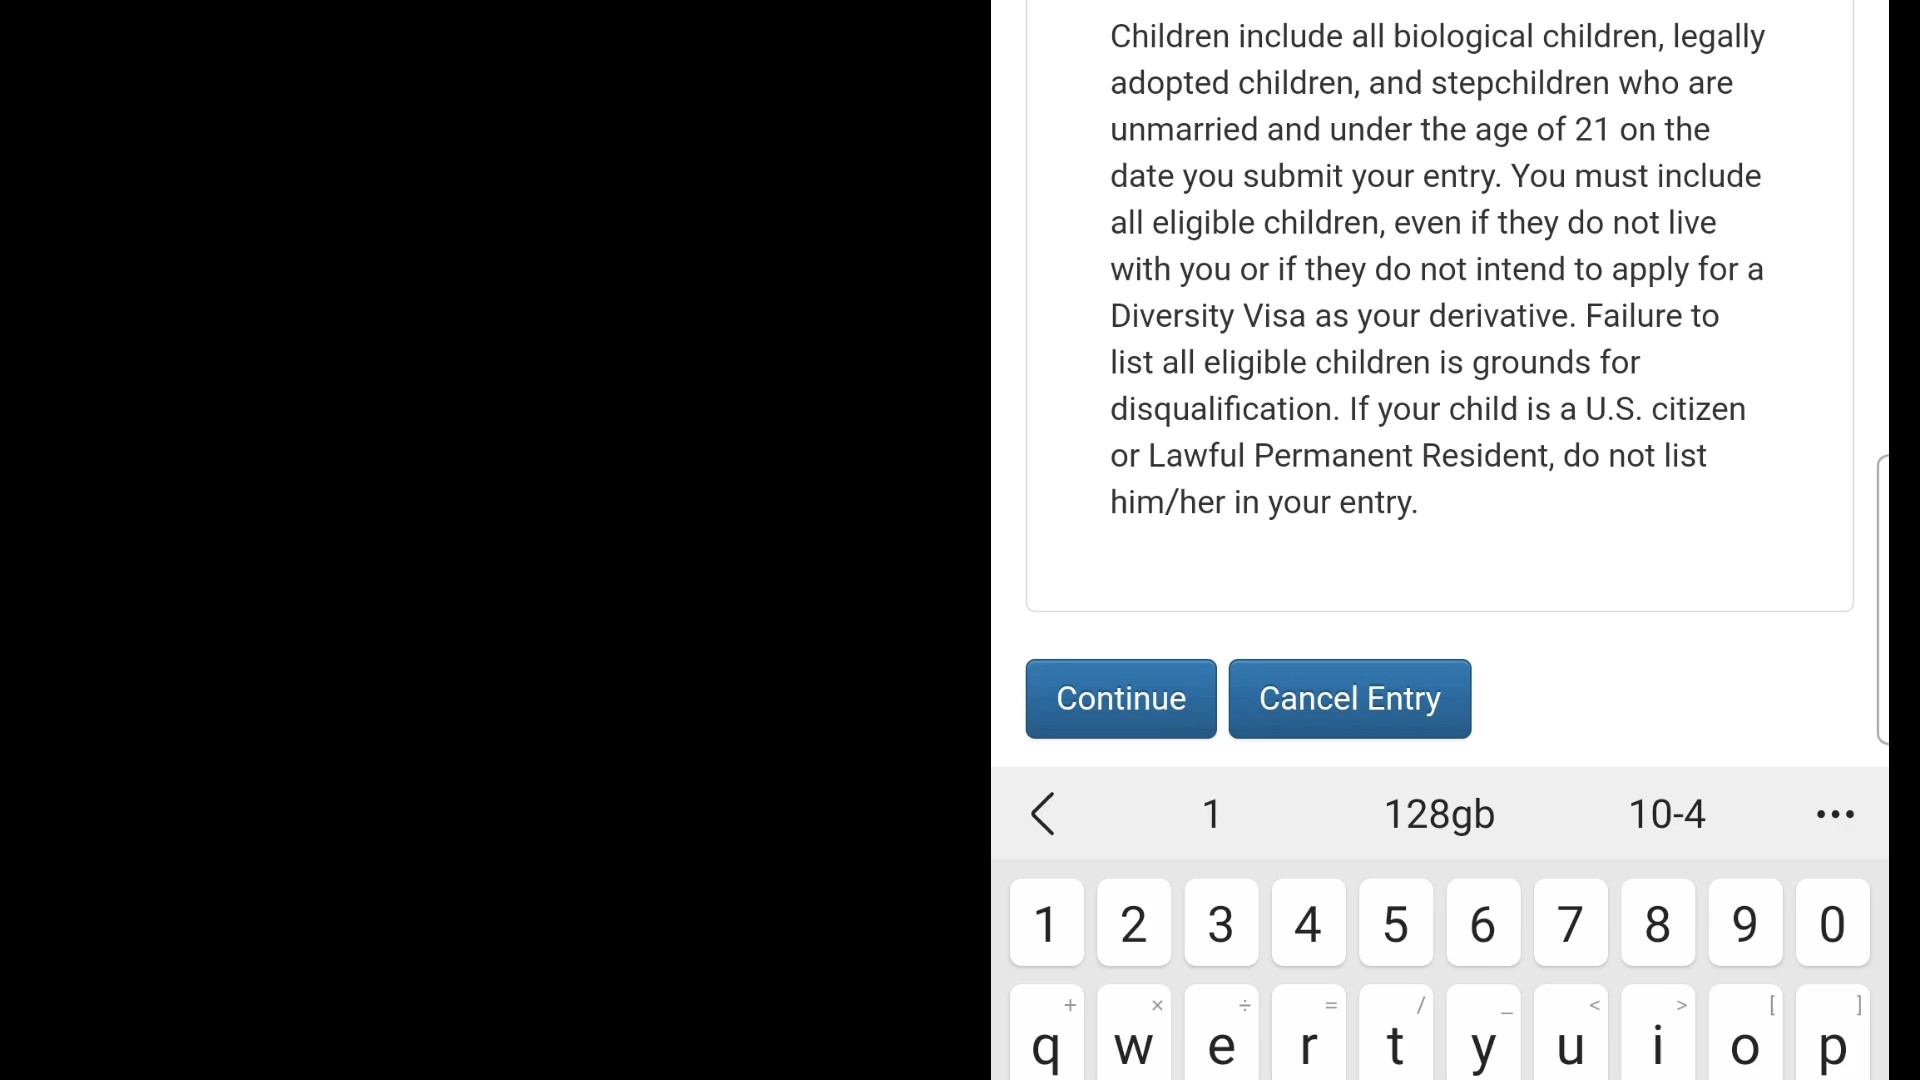 Children include all biological children, legally
adopted children, and stepchildren who are
unmarried and under the age of 21 on the
date you submit your entry. You must include
all eligible children, even if they do not live
with you or if they do not intend to apply for a
Diversity Visa as your derivative. Failure to
list all eligible children is grounds for
disqualification. If your child is a U.S. citizen
or Lawful Permanent Resident, do not list
him/her in your entry.
Continue Cancel Entry
1 128gb 10-4 •••
1 2 3 4 5 6 7 8 9 0
+ × ÷ = / _ < > [ ]
q w e r t y u i o p